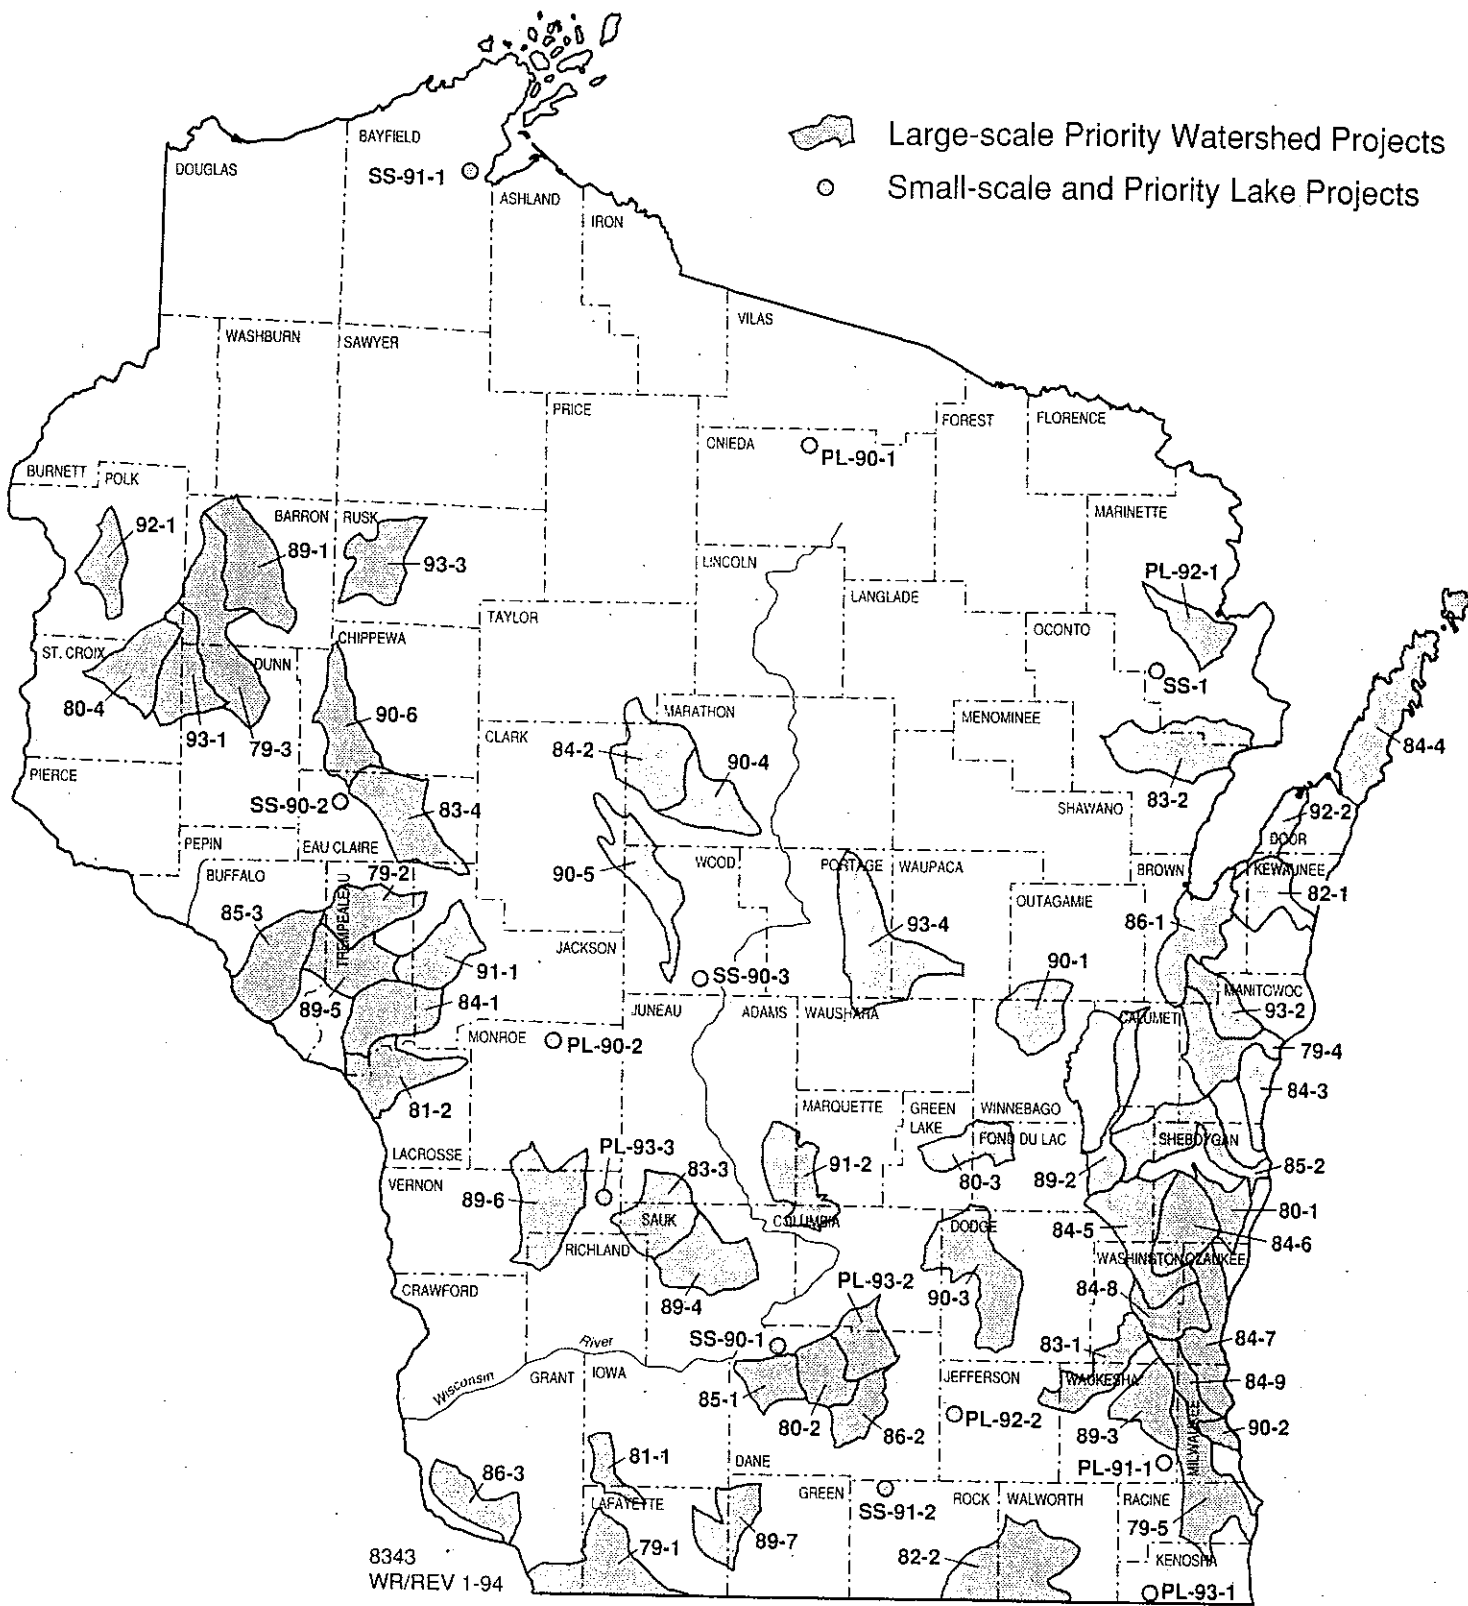 Large-scale Priority Watershed Projects
Small-scale and Priority Lake Projects
BAYFIELD
DOUGLAS
SS-91-1
ASHLAND
IRON
VILAS
WASHBURN
SAWYER
PRICE
FOREST
FLORENCE
CNIEDA
PL-90-1
BURNETT
POLK
92-1
BARRON
RUSK
89-1
93-3
MARINETTE
PL-92-1
LINCOLN
LANGLADE
TAYLOR
OCONTO
CHIPPEWA
ST. CROIX
DUNN
SS-1
80-4
93-1
79-3
90-6
MARATHON
MENOMINEE
CLARK
84-2
90-4
84-4
PIERCE
SS-90-2
83-4
83-2
SHAWANO
92-2
DOOR
PEPIN
EAU CLAIRE
BUFFALO
79-2
WOOD
PORTAGE
WAUPACA
BROWN
KEWAUNEE
90-5
82-1
OUTAGAMIE
85-3
TREMPEALEAU
86-1
93-4
JACKSON
91-1
90-1
SS-90-3
MANITOWOC
89-5
84-1
JUNEAU
ADAMS
WAUSHARA
CALUMET
93-2
MONROE
PL-90-2
79-4
84-3
81-2
MARQUETTE
GREEN
LAKE
WINNEBAGO
LACROSSE
PL-93-3
FOND DU LAC
SHEBOYGAN
91-2
83-3
80-3
89-2
85-2
VERNON
89-6
80-1
SAUK
COLUMBIA
DODGE
84-5
84-6
RICHLAND
WASHINGTON
OZAUKEE
CRAWFORD
PL-93-2
84-8
90-3
89-4
SS-90-1
83-1
84-7
River
Wisconsin
GRANT
IOWA
JEFFERSON
WAUKESHA
84-9
85-1
80-2
86-2
PL-92-2
89-3
MILWAUKEE
90-2
81-1
DANE
PL-91-1
86-3
LAFAYETTE
GREEN
ROCK
WALWORTH
RACINE
SS-91-2
79-5
79-1
89-7
82-2
KENOSHA
8343
WR/REV 1-94
PL-93-1